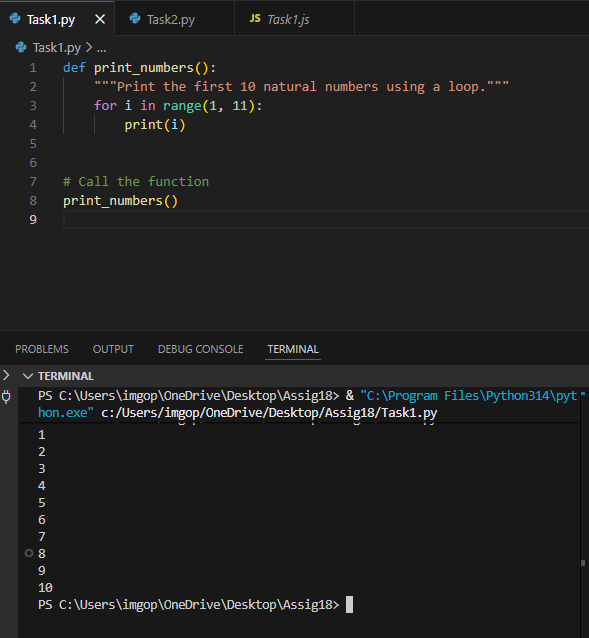 Task1.py
Task2.py
JS Task1.js
Task1.py > ...
1 def print_numbers():
2     """Print the first 10 natural numbers using a loop."""
3     for i in range(1, 11):
4         print(i)
5
6
7 # Call the function
8 print_numbers()
9
PROBLEMS OUTPUT DEBUG CONSOLE TERMINAL
TERMINAL
PS C:\Users\imgop\OneDrive\Desktop\Assig18> & "C:\Program Files\Python314\pyt
hon.exe" c:/Users/imgop/OneDrive/Desktop/Assig18/Task1.py
1
2
3
4
5
6
7
8
9
10
PS C:\Users\imgop\OneDrive\Desktop\Assig18>